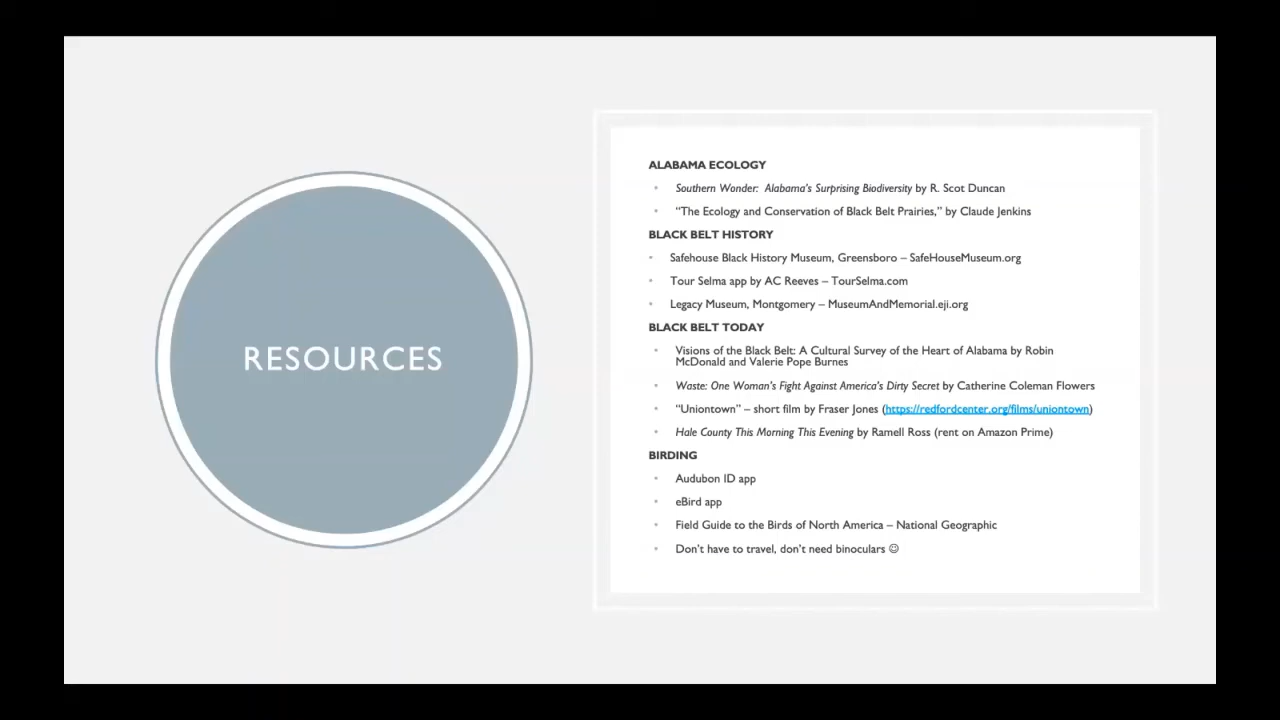 RESOURCES
ALABAMA ECOLOGY
• Southern Wonder: Alabama's Surprising Biodiversity by R. Scot Duncan
• “The Ecology and Conservation of Black Belt Prairies,” by Claude Jenkins
BLACK BELT HISTORY
• Safehouse Black History Museum, Greensboro – SafeHouseMuseum.org
• Tour Selma app by AC Reeves – TourSelma.com
• Legacy Museum, Montgomery – MuseumAndMemorial.eji.org
BLACK BELT TODAY
• Visions of the Black Belt: A Cultural Survey of the Heart of Alabama by Robin
McDonald and Valerie Pope Burnes
• Waste: One Woman's Fight Against America's Dirty Secret by Catherine Coleman Flowers
• “Uniontown” – short film by Fraser Jones (https://redfordcenter.org/films/uniontown)
• Hale County This Morning This Evening by Ramell Ross (rent on Amazon Prime)
BIRDING
• Audubon ID app
• eBird app
• Field Guide to the Birds of North America – National Geographic
• Don't have to travel, don't need binoculars ☺